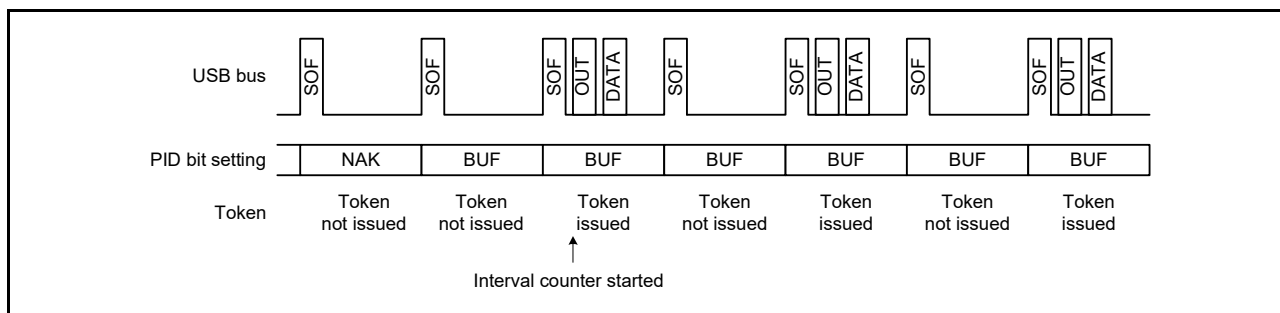 USB bus
SOF SOF SOF OUT DATA SOF SOF OUT DATA SOF SOF OUT DATA
PID bit setting NAK BUF BUF BUF BUF BUF BUF
Token Token Token Token Token Token Token Token
not issued not issued issued not issued issued not issued issued
Interval counter started